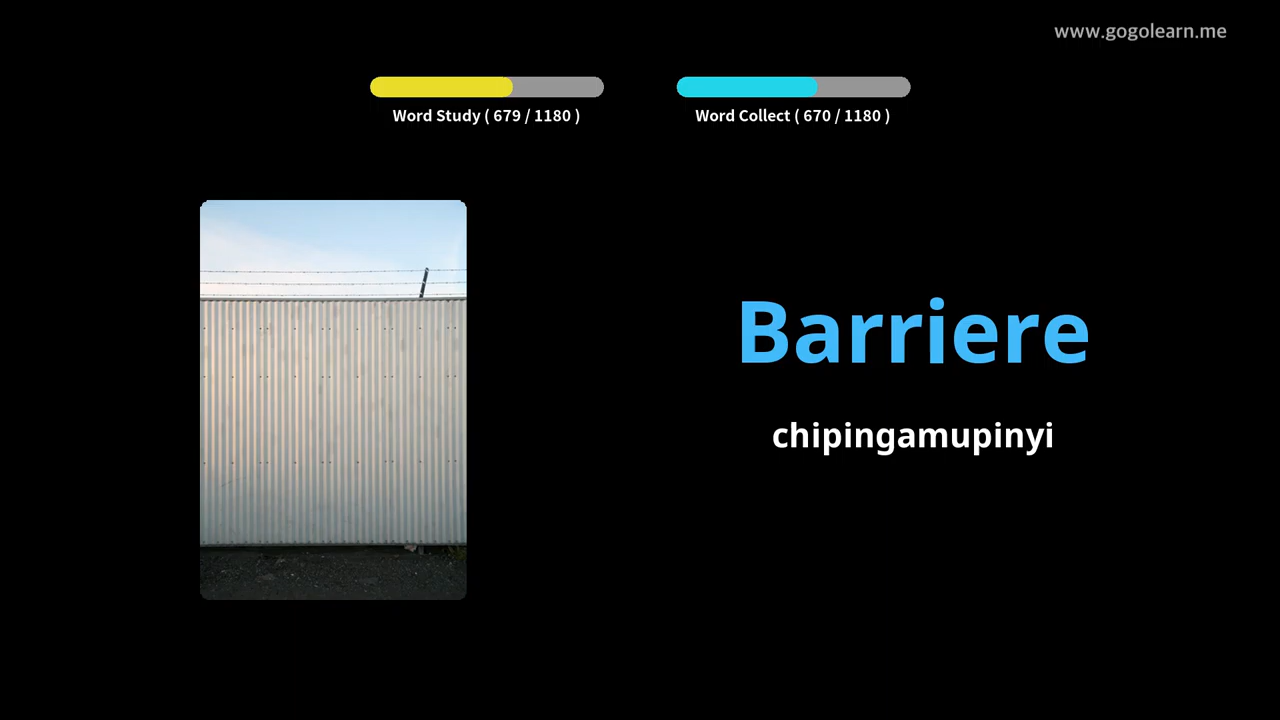 www.gogolearn.me
Word Study ( 679 / 1180 )
Word Collect ( 670 / 1180 )
Barriere
chipingamupinyi